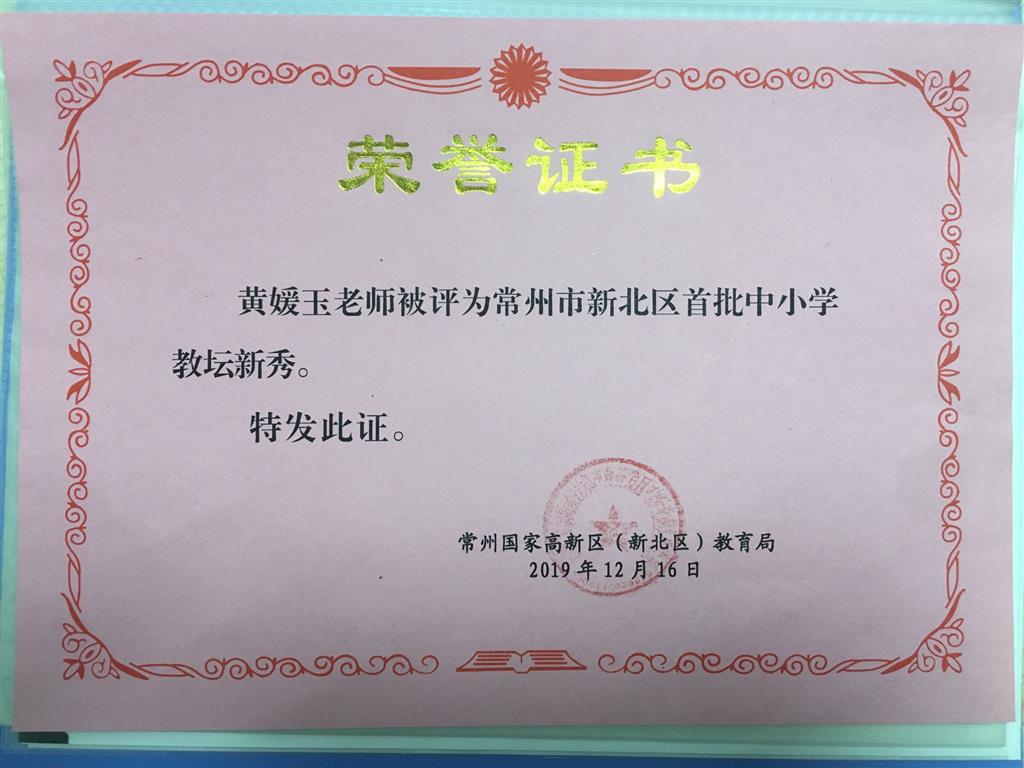 荣誉证书
黄媛玉老师被评为常州市新北区首批中小学
教坛新秀。
特发此证。
常州国家高新区（新北区）教育局
2019年12月16日